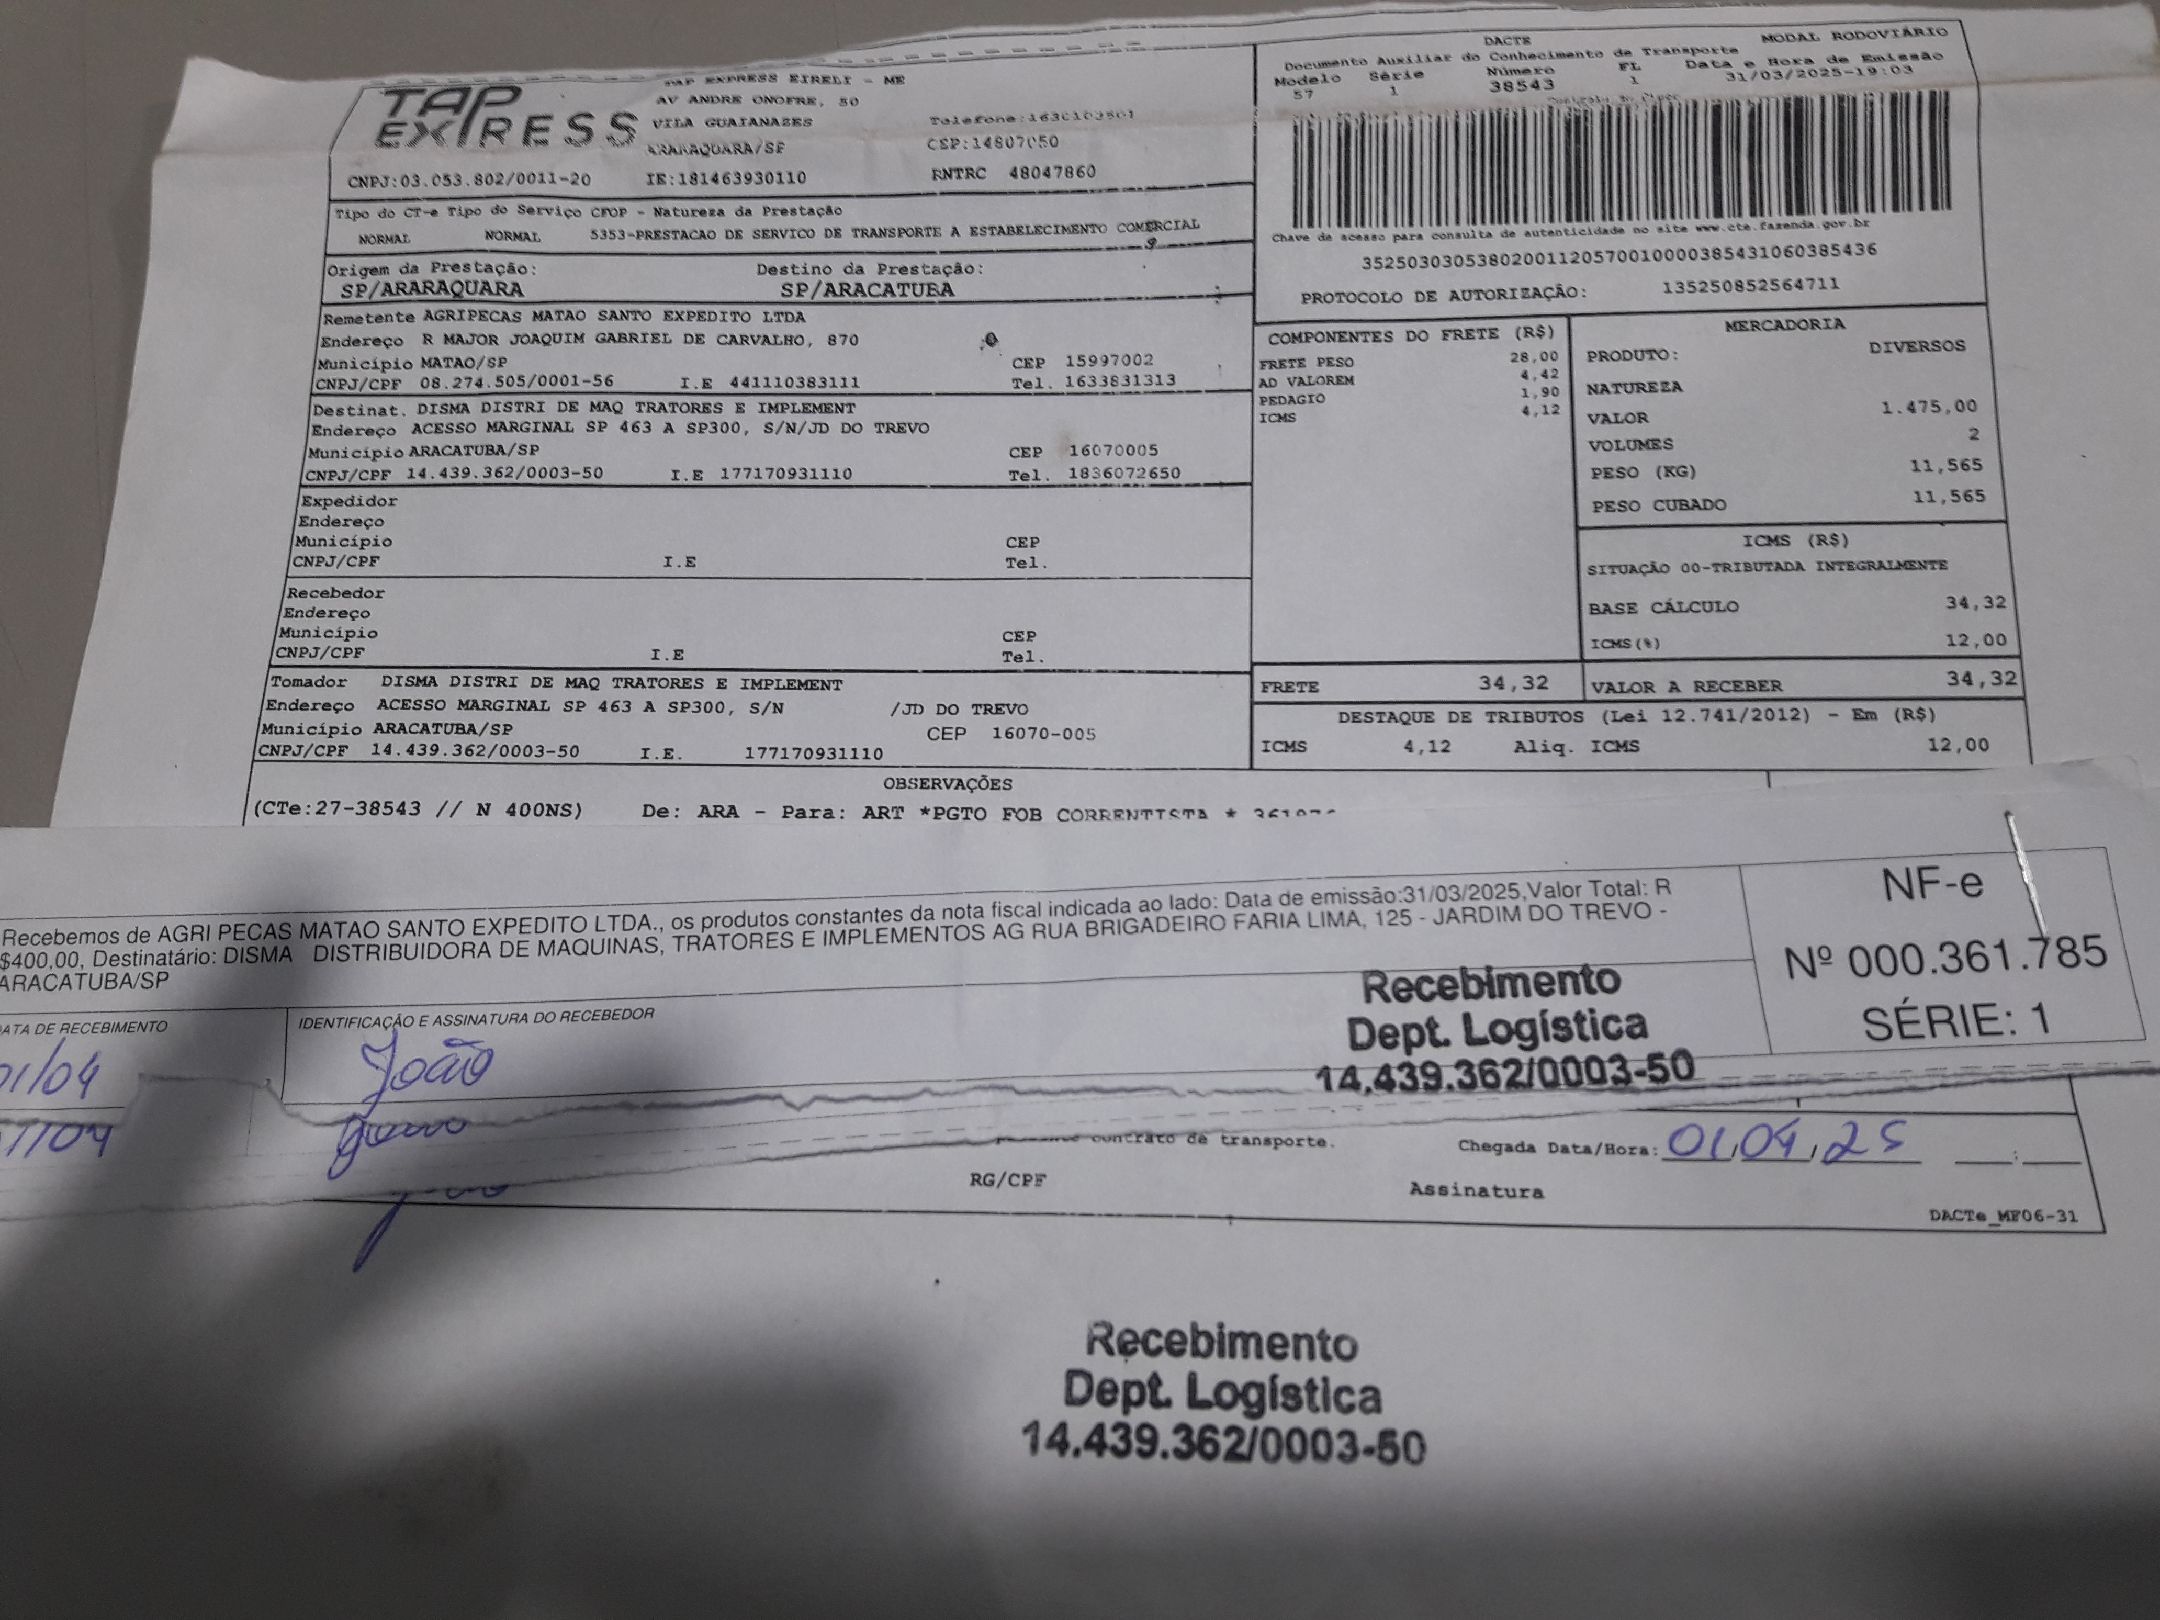 TAP EXPRESS
TAP EXPRESS EIRELI - ME
AV ANDRE ONOFRE, 50
VILA GUAIANAZES
ARARAQUARA/SP
CEP:14807050
CNPJ:03.053.802/0011-20 IE:181463930110 RNTRC 48047860
DACTE MODAL RODOVIÁRIO
Documento Auxiliar do Conhecimento de Transporte
Modelo Série Número FL Data e Hora de Emissão
57 1 38543 1 31/03/2025-19:03
Chave de acesso para consulta de autenticidade no site www.cte.fazenda.gov.br
35250303053802001120570010000385431060385436
PROTOCOLO DE AUTORIZAÇÃO: 135250852564711
Tipo do CT-e Tipo do Serviço CFOP - Natureza da Prestação
NORMAL NORMAL 5353-PRESTACAO DE SERVICO DE TRANSPORTE A ESTABELECIMENTO COMERCIAL
Origem da Prestação: Destino da Prestação:
SP/ARARAQUARA SP/ARACATUBA
Remetente AGRIPECAS MATAO SANTO EXPEDITO LTDA
Endereço R MAJOR JOAQUIM GABRIEL DE CARVALHO, 870
Município MATAO/SP CEP 15997002
CNPJ/CPF 08.274.505/0001-56 I.E 441110383111 Tel. 1633831313
Destinat. DISMA DISTRI DE MAQ TRATORES E IMPLEMENT
Endereço ACESSO MARGINAL SP 463 A SP300, S/N/JD DO TREVO
Município ARACATUBA/SP CEP 16070005
CNPJ/CPF 14.439.362/0003-50 I.E 177170931110 Tel. 1836072650
Expedidor
Endereço
Município CEP
CNPJ/CPF I.E Tel.
Recebedor
Endereço
Município CEP
CNPJ/CPF I.E Tel.
Tomador DISMA DISTRI DE MAQ TRATORES E IMPLEMENT
Endereço ACESSO MARGINAL SP 463 A SP300, S/N /JD DO TREVO
Município ARACATUBA/SP CEP 16070-005
CNPJ/CPF 14.439.362/0003-50 I.E. 177170931110
COMPONENTES DO FRETE (R$)
FRETE PESO 28,00
AD VALOREM 4,42
PEDAGIO 1,90
ICMS 4,12
MERCADORIA
PRODUTO: DIVERSOS
NATUREZA
VALOR 1.475,00
VOLUMES 2
PESO (KG) 11,565
PESO CUBADO 11,565
ICMS (R$)
SITUAÇÃO 00-TRIBUTADA INTEGRALMENTE
BASE CÁLCULO 34,32
ICMS(%) 12,00
FRETE 34,32 VALOR A RECEBER 34,32
DESTAQUE DE TRIBUTOS (Lei 12.741/2012) - Em (R$)
ICMS 4,12 Aliq. ICMS 12,00
OBSERVAÇÕES
(CTe:27-38543 // N 400NS) De: ARA - Para: ART *PGTO FOB CORRENTISTA *
Recebemos de AGRI PECAS MATAO SANTO EXPEDITO LTDA., os produtos constantes da nota fiscal indicada ao lado: Data de emissão:31/03/2025,Valor Total: R
$400,00, Destinatário: DISMA DISTRIBUIDORA DE MAQUINAS, TRATORES E IMPLEMENTOS AG RUA BRIGADEIRO FARIA LIMA, 125 - JARDIM DO TREVO -
ARACATUBA/SP
NF-e
Nº 000.361.785
SÉRIE: 1
DATA DE RECEBIMENTO IDENTIFICAÇÃO E ASSINATURA DO RECEBEDOR
01/04 João
Recebimento
Dept. Logística
14.439.362/0003-50
contrato de transporte. Chegada Data/Hora: 01/04/25 __:__
RG/CPF Assinatura
DACTe_MF06-31
Recebimento
Dept. Logística
14.439.362/0003-50